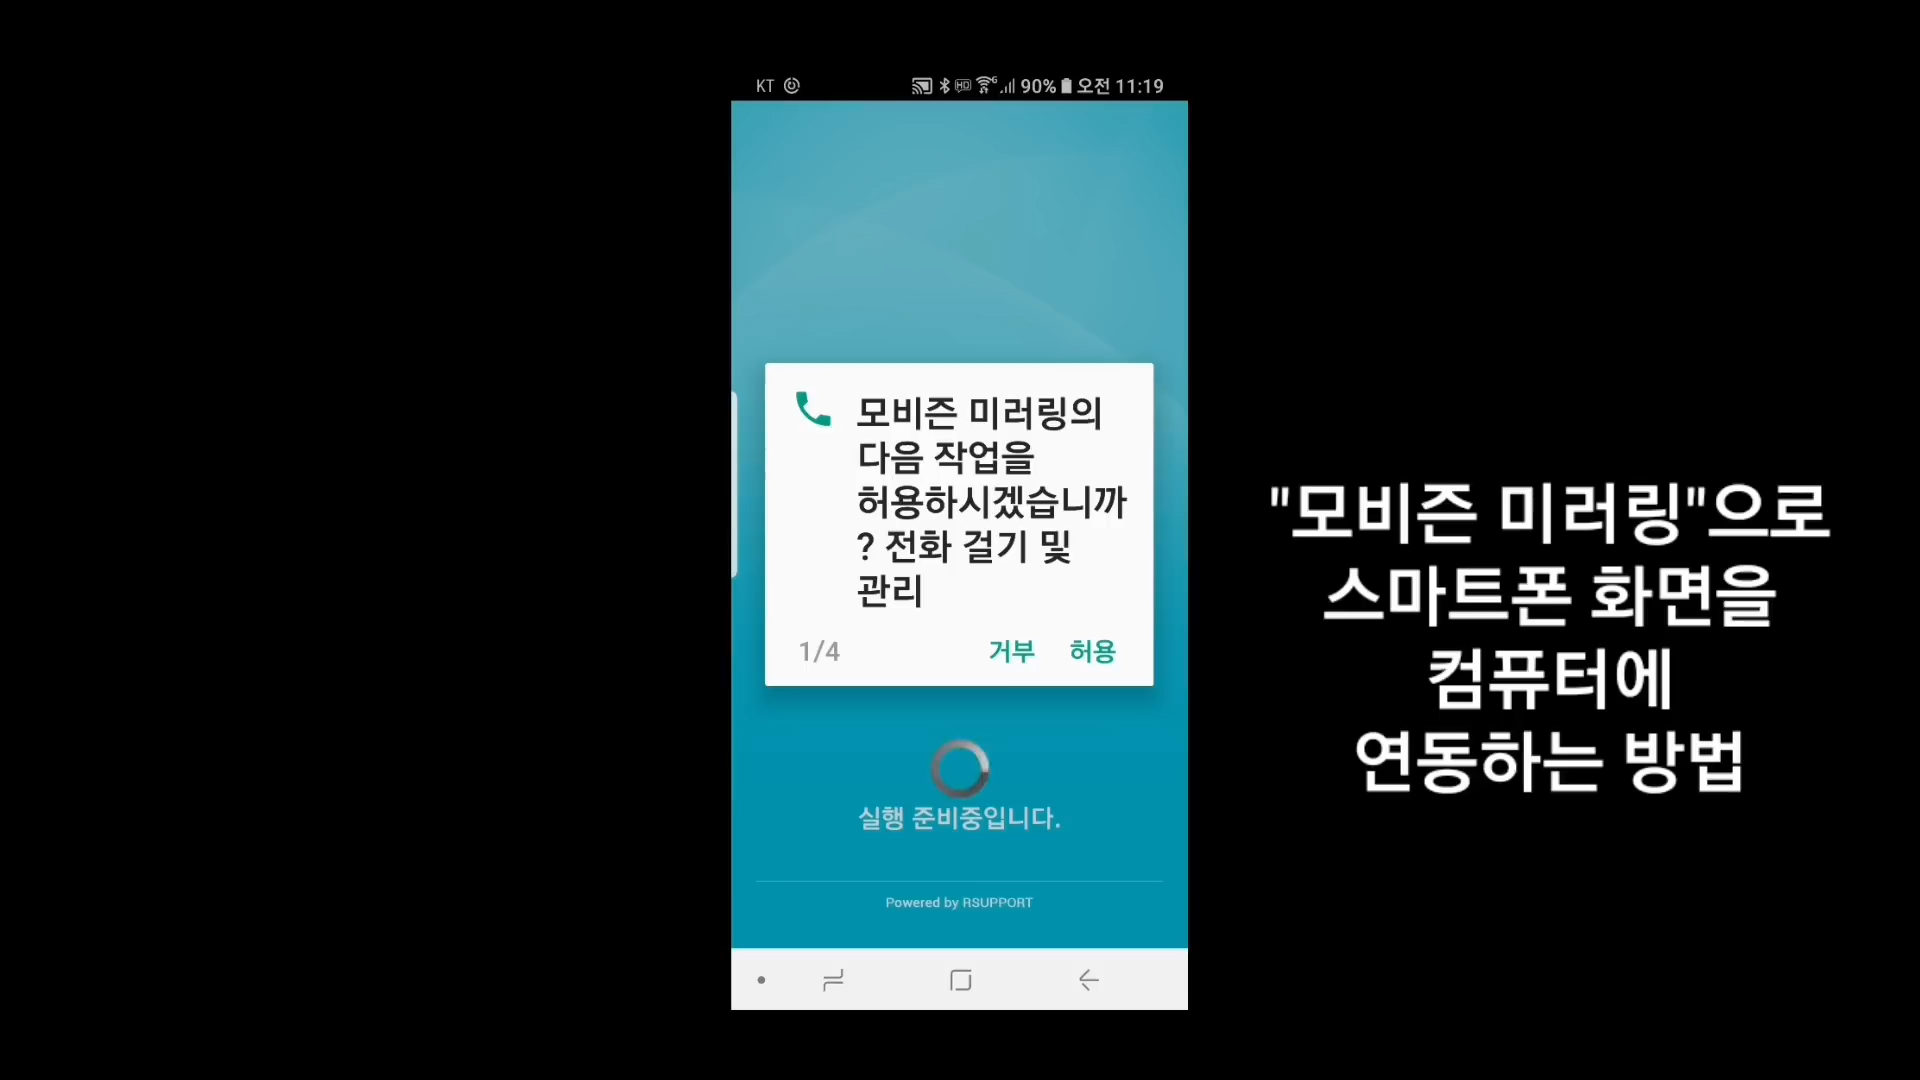 KT
90% 오전 11:19
모비즌 미러링의
다음 작업을
허용하시겠습니까
? 전화 걸기 및
관리
1/4 거부 허용
실행 준비중입니다.
Powered by RSUPPORT
"모비즌 미러링"으로
스마트폰 화면을
컴퓨터에
연동하는 방법